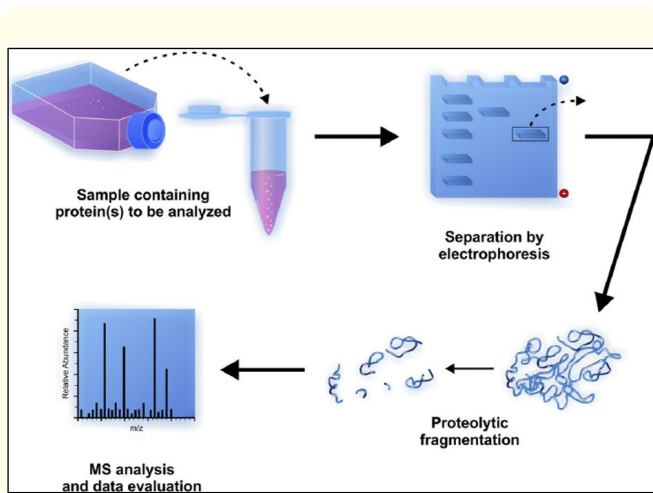 Sample containing
protein(s) to be analyzed
−
+
Separation by
electrophoresis
Proteolytic
fragmentation
Relative Abundance
m/z
MS analysis
and data evaluation